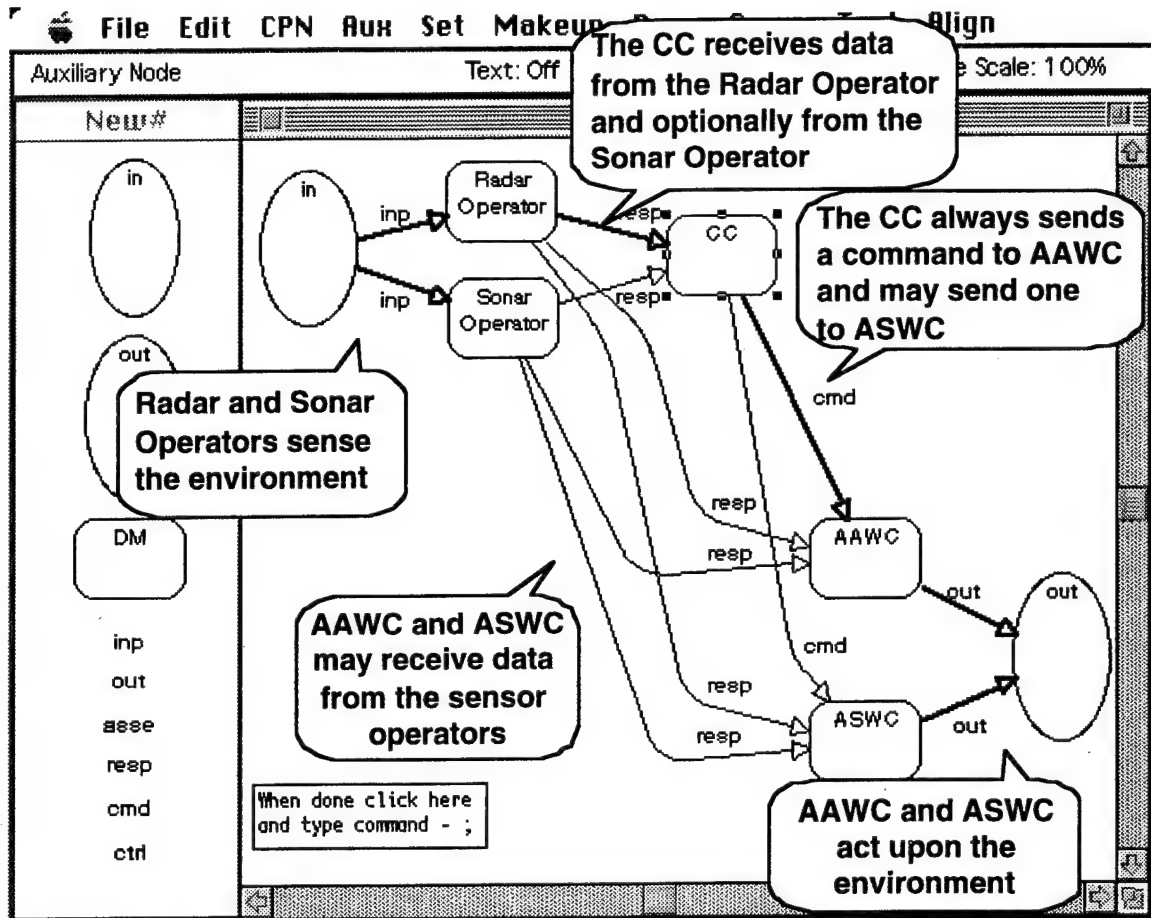 File Edit CPN Aux Set Makeup Align
Auxiliary Node Text: Off Scale: 100%
New#
in
out
DM
inp
out
asse
resp
cmd
ctrl
The CC receives data
from the Radar Operator
and optionally from the
Sonar Operator
in
inp
inp
Radar
Operator
Sonar
Operator
resp
resp
CC
The CC always sends
a command to AAWC
and may send one
to ASWC
Radar and Sonar
Operators sense
the environment
cmd
resp
resp
AAWC
out
out
AAWC and ASWC
may receive data
from the sensor
operators
cmd
resp
resp
ASWC
out
When done click here
and type command - ;
AAWC and ASWC
act upon the
environment